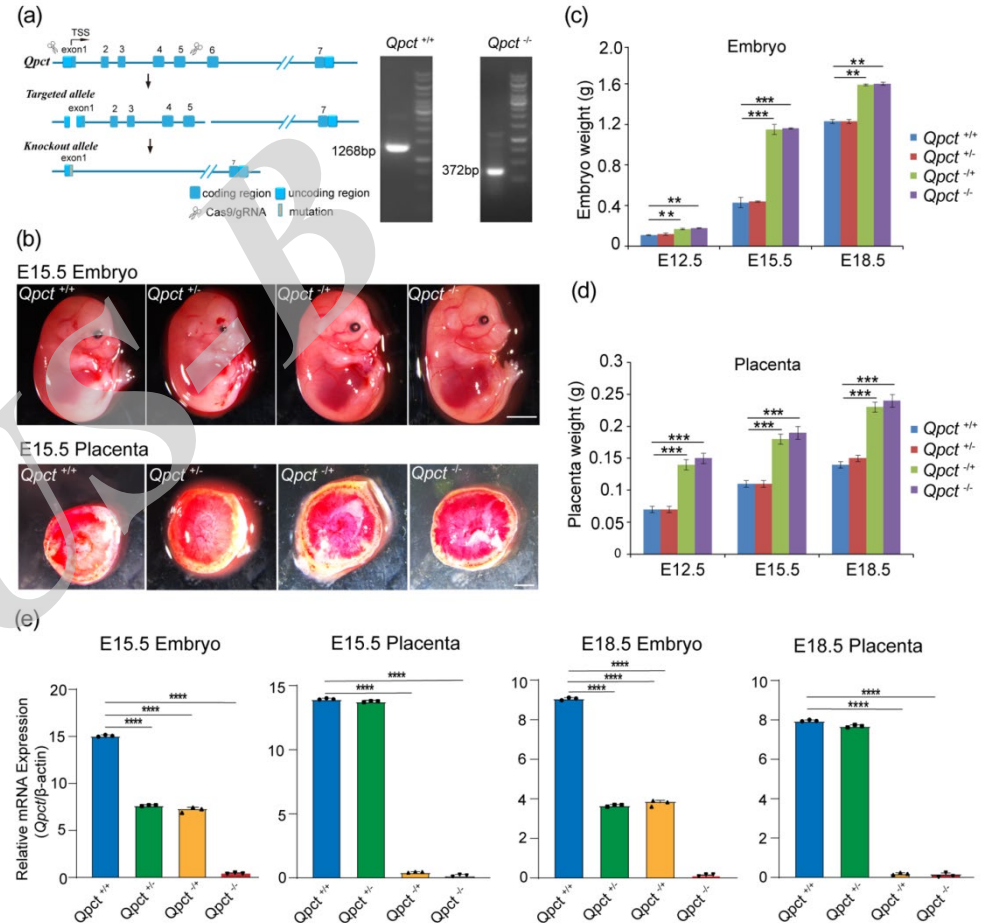 (a)
TSS
exon1 2 3 4 5 6 7
Qpct
Targeted allele
exon1 2 3 4 5 7
Knockout allele
exon1 7
coding region uncoding region
Cas9/gRNA mutation
Qpct +/+ Qpct -/-
1268bp
372bp
(b)
E15.5 Embryo
Qpct +/+ Qpct +/- Qpct -/+ Qpct -/-
E15.5 Placenta
Qpct +/+ Qpct +/- Qpct -/+ Qpct -/-
(c)
Embryo
Embryo weight (g)
2.0
1.6
1.2
0.8
0.4
0
** **
*** ***
** **
E12.5 E15.5 E18.5
Qpct +/+
Qpct +/-
Qpct -/+
Qpct -/-
(d)
Placenta
Placenta weight (g)
0.3
0.25
0.2
0.15
0.1
0.05
0
*** ***
*** ***
*** ***
E12.5 E15.5 E18.5
Qpct +/+
Qpct +/-
Qpct -/+
Qpct -/-
(e)
E15.5 Embryo
Relative mRNA Expression
(Qpct/β-actin)
20
15
10
5
0
****
****
****
Qpct +/+ Qpct +/- Qpct -/+ Qpct -/-
E15.5 Placenta
15
10
5
0
****
****
Qpct +/+ Qpct +/- Qpct -/+ Qpct -/-
E18.5 Embryo
10
8
6
4
2
0
****
****
****
Qpct +/+ Qpct +/- Qpct -/+ Qpct -/-
E18.5 Placenta
10
8
6
4
2
0
****
****
Qpct +/+ Qpct +/- Qpct -/+ Qpct -/-
US-B